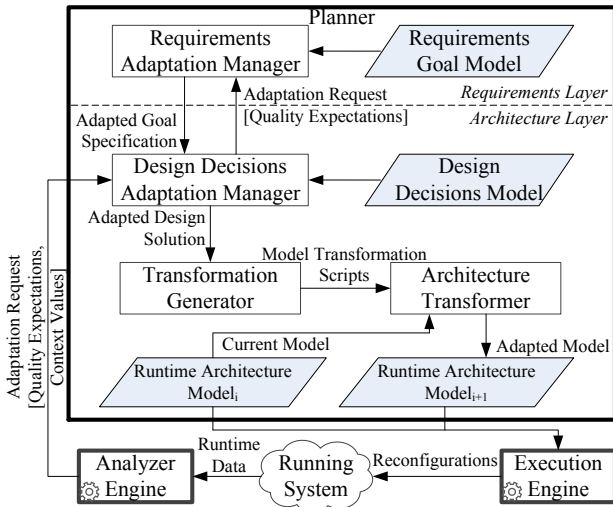 Planner
Requirements
Adaptation Manager
Requirements
Goal Model
Adaptation Request
[Quality Expectations]
Requirements Layer
Architecture Layer
Adapted Goal
Specification
Design Decisions
Adaptation Manager
Design
Decisions Model
Adapted Design
Solution
Model Transformation
Scripts
Transformation
Generator
Architecture
Transformer
Current Model
Adapted Model
Runtime Architecture
Modelᵢ
Runtime Architecture
Modelᵢ₊₁
Adaptation Request
[Quality Expectations,
Context Values]
Analyzer
Engine
Runtime
Data
Running
System
Reconfigurations
Execution
Engine